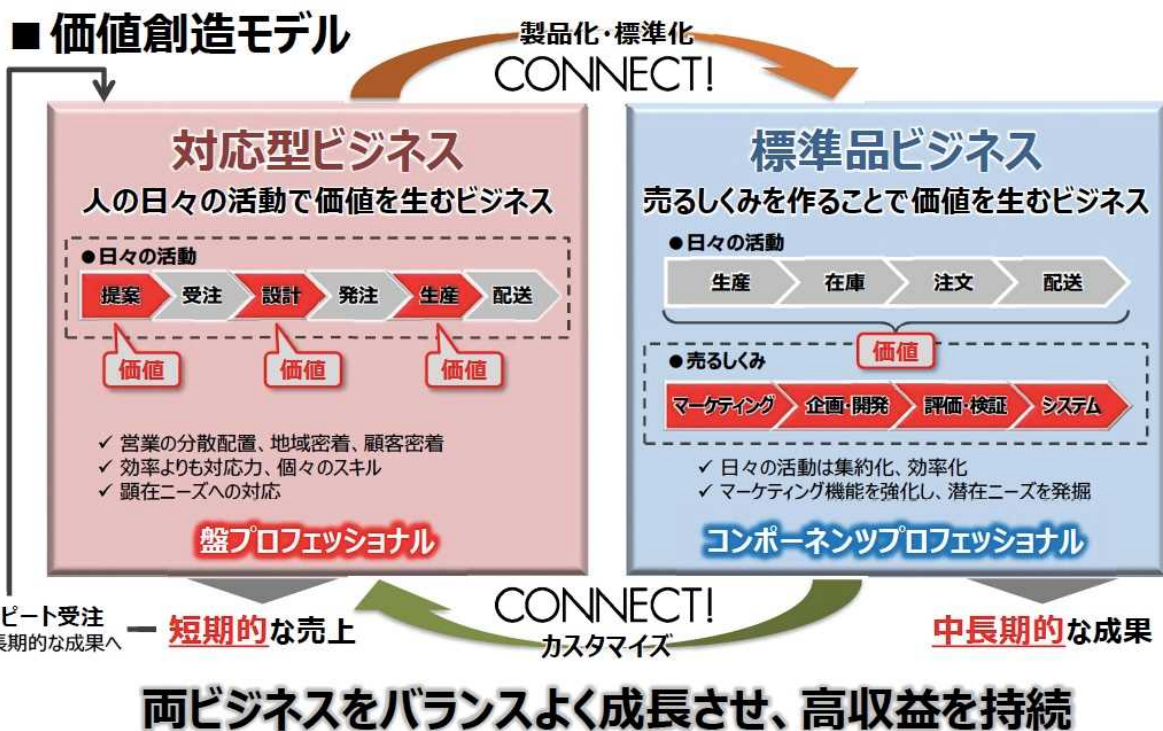 ■価値創造モデル
製品化・標準化
CONNECT!
対応型ビジネス
人の日々の活動で価値を生むビジネス
●日々の活動
提案
受注
設計
発注
生産
配送
価値
価値
価値
✓ 営業の分散配置、地域密着、顧客密着
✓ 効率よりも対応力、個々のスキル
✓ 顕在ニーズへの対応
盤プロフェッショナル
標準品ビジネス
売るしくみを作ることで価値を生むビジネス
●日々の活動
生産
在庫
注文
配送
価値
●売るしくみ
マーケティング
企画・開発
評価・検証
システム
✓ 日々の活動は集約化、効率化
✓ マーケティング機能を強化し、潜在ニーズを発掘
コンポーネンツプロフェッショナル
CONNECT!
カスタマイズ
ピート受注
長期的な成果へ
短期的な売上
中長期的な成果
両ビジネスをバランスよく成長させ、高収益を持続